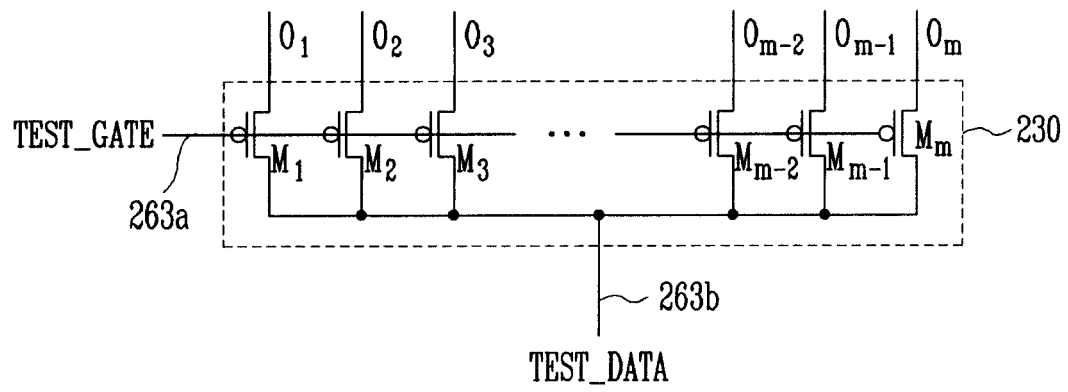 O₁ O₂ O₃ Oₘ₋₂ Oₘ₋₁ Oₘ
TEST_GATE ... 230
M₁ M₂ M₃ Mₘ₋₂ Mₘ₋₁ Mₘ
263a
263b
TEST_DATA